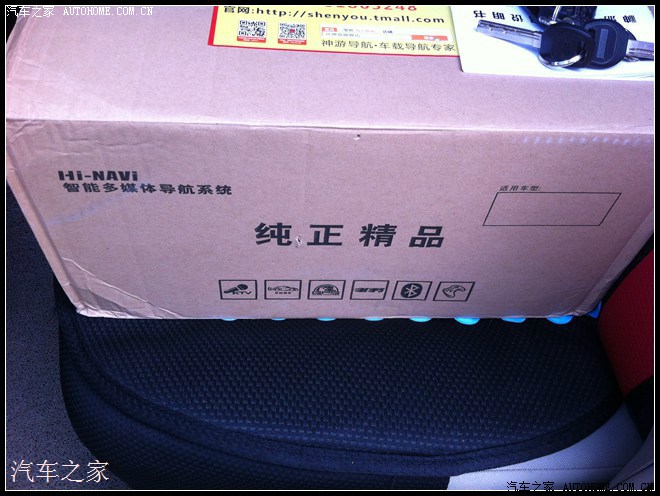 汽车之家 AUTOHOME.COM.CN
官网:http://shenyou.tmall.com
神游导航·车载导航专家
Hi-NAVi
智能多媒体导航系统
适用车型:
纯正精品
KTV
汽车之家
汽车之家 AUTOHOME.COM.CN